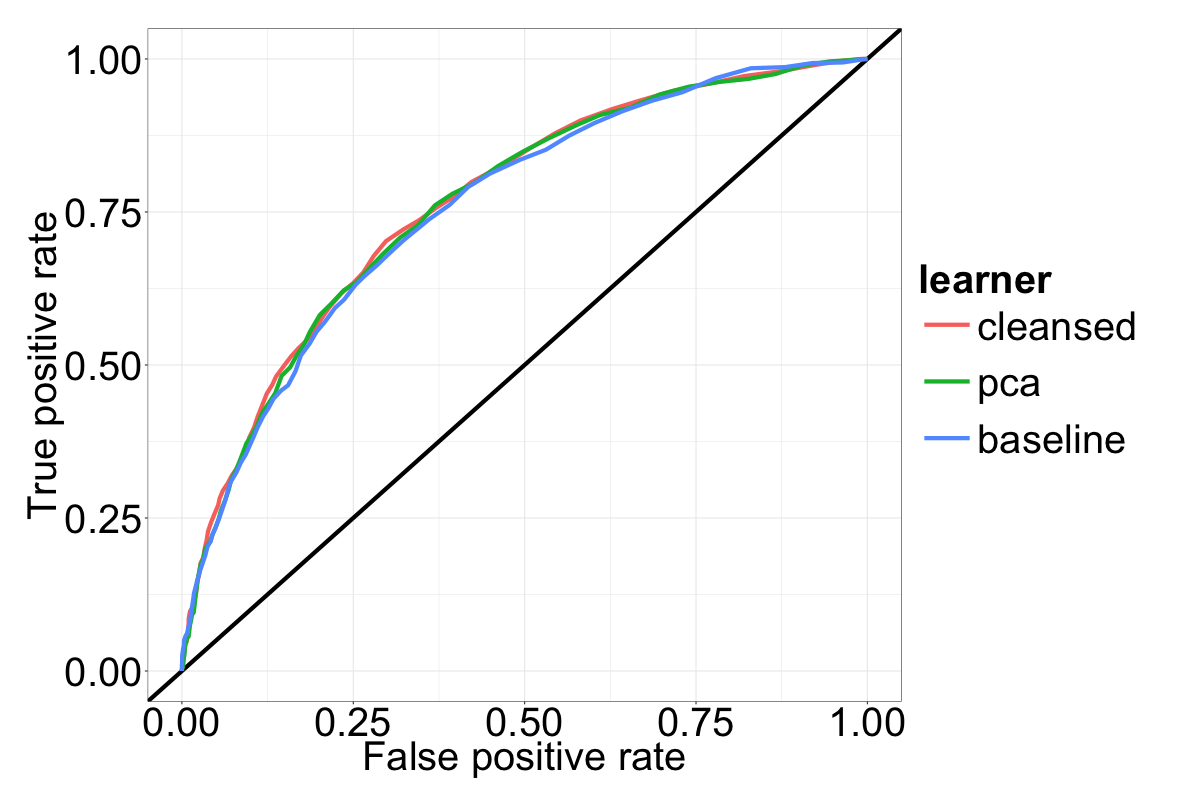 1.00
0.75
0.50
0.25
0.00
True positive rate
0.00 0.25 0.50 0.75 1.00
False positive rate
learner
cleansed
pca
baseline